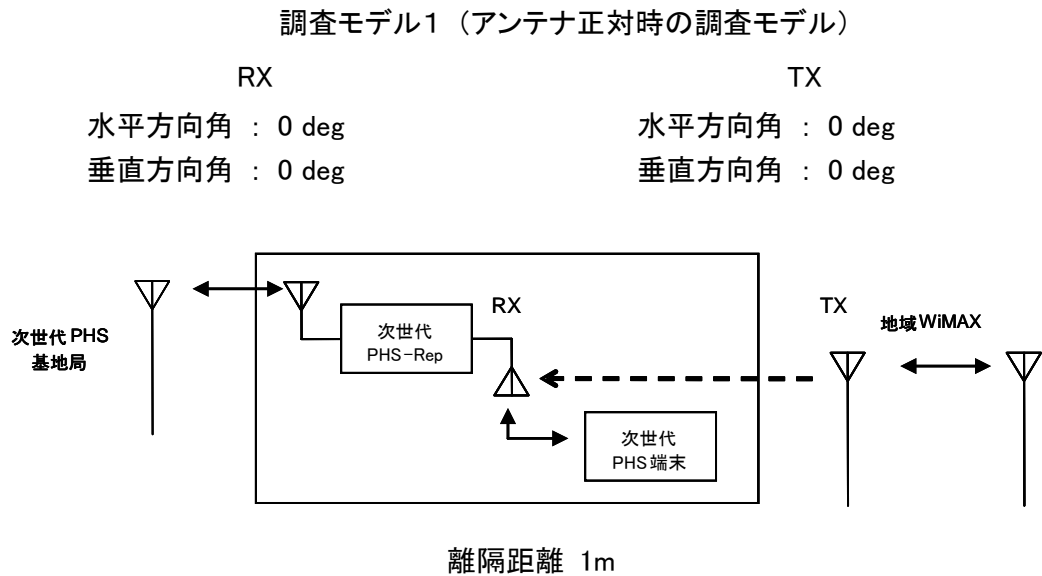 調査モデル1 (アンテナ正対時の調査モデル)
RX
水平方向角 : 0 deg
垂直方向角 : 0 deg
TX
水平方向角 : 0 deg
垂直方向角 : 0 deg
次世代 PHS
基地局
次世代
PHS-Rep
RX
次世代
PHS端末
TX
地域WiMAX
離隔距離 1m